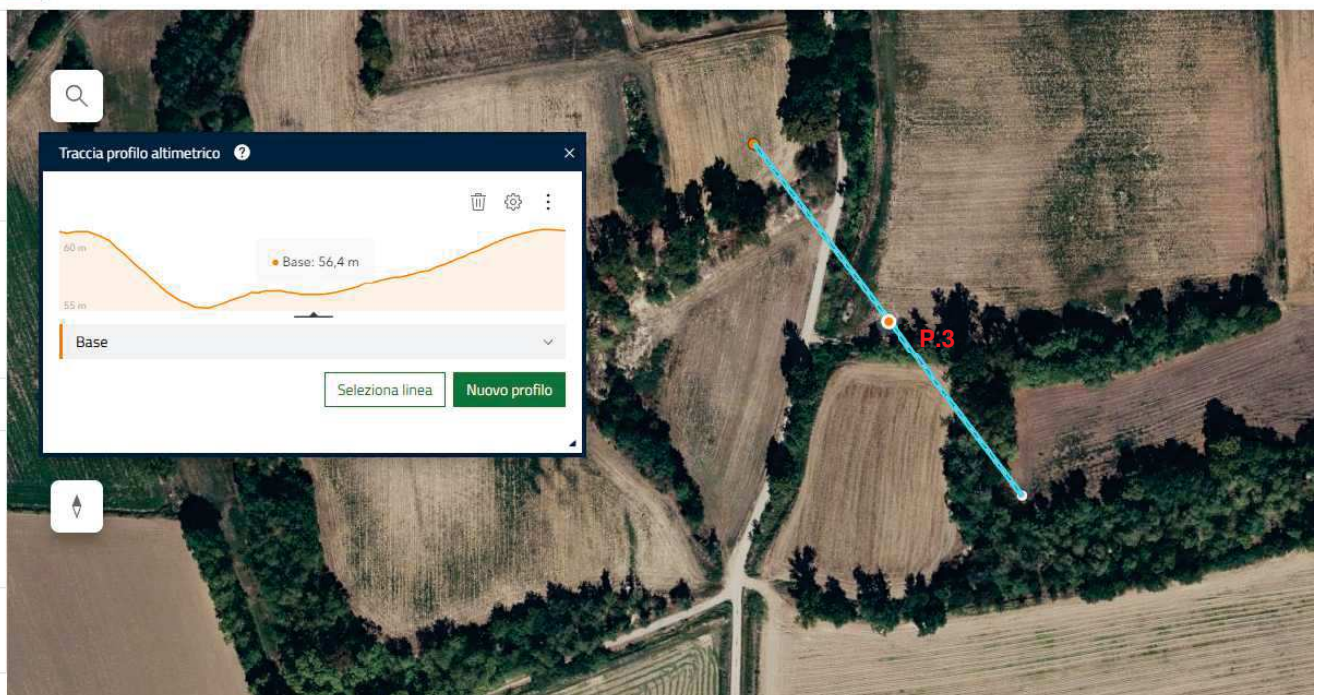 Traccia profilo altimetrico ?
60 m
Base: 56,4 m
55 m
Base
Seleziona linea
Nuovo profilo
P.3